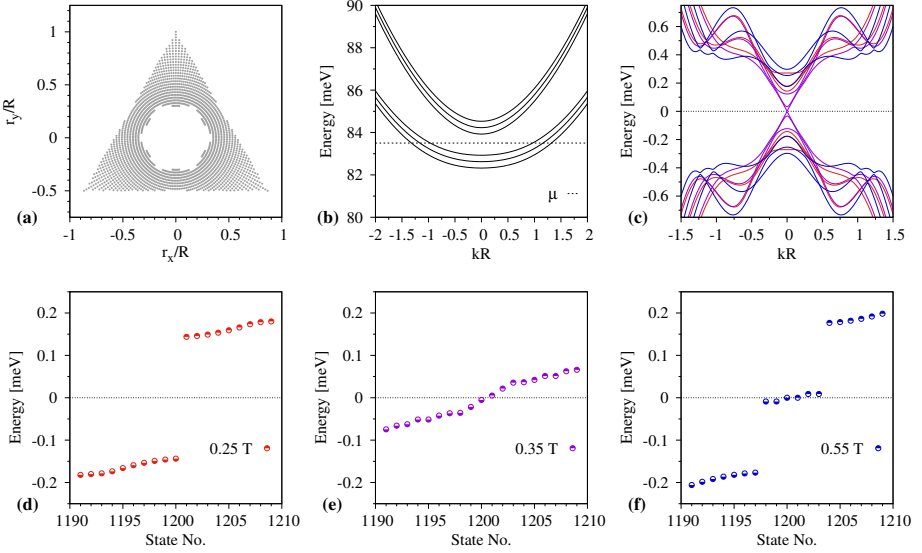 1
0.5
0
-0.5
r_y/R
(a)
-1 -0.5 0 0.5 1
r_x/R
90
88
86
84
82
80
Energy [meV]
μ
(b)
-2 -1.5 -1 -0.5 0 0.5 1 1.5 2
kR
0.6
0.4
0.2
0
-0.2
-0.4
-0.6
Energy [meV]
(c)
-1.5 -1 -0.5 0 0.5 1 1.5
kR
0.2
0.1
0
-0.1
-0.2
Energy [meV]
0.25 T
(d)
1190 1195 1200 1205 1210
State No.
0.2
0.1
0
-0.1
-0.2
Energy [meV]
0.35 T
(e)
1190 1195 1200 1205 1210
State No.
0.2
0.1
0
-0.1
-0.2
Energy [meV]
0.55 T
(f)
1190 1195 1200 1205 1210
State No.